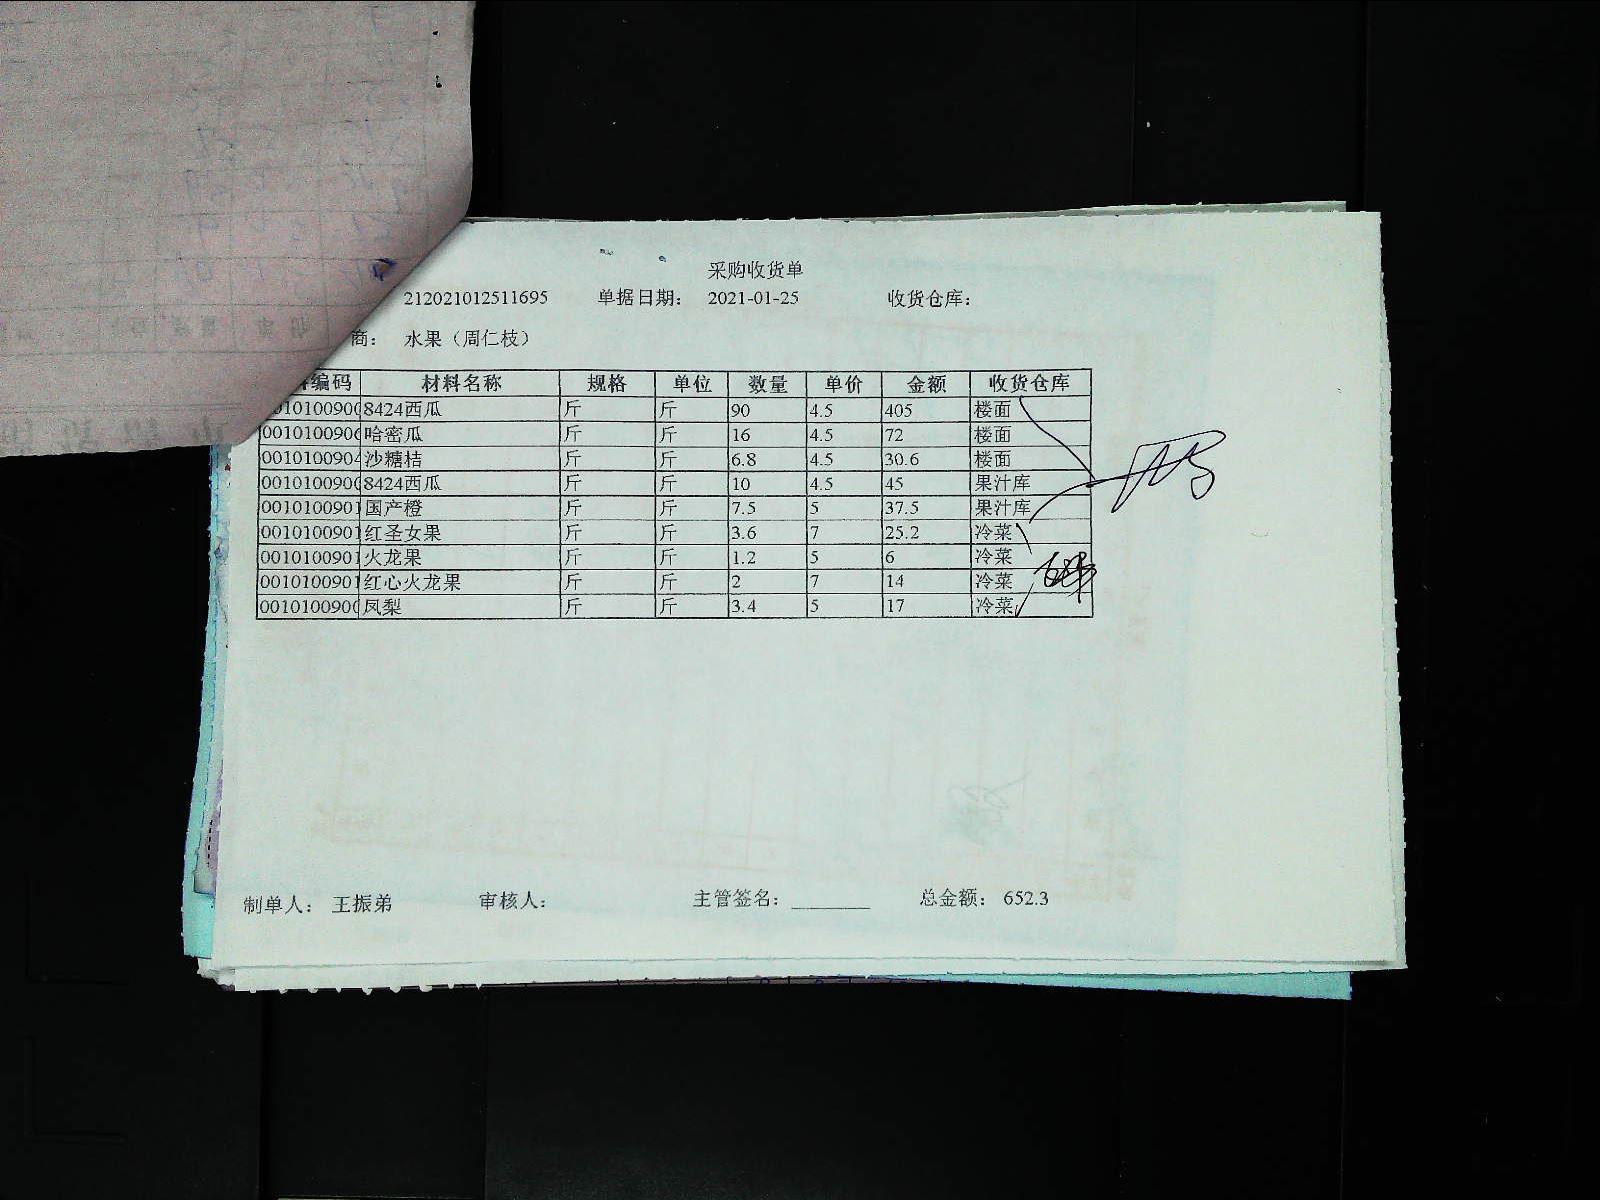 采购收货单
212021012511695 单据日期： 2021-01-25 收货仓库：
商： 水果（周仁枝）
编码 材料名称 规格 单位 数量 单价 金额 收货仓库
01010090 8424西瓜 斤 斤 90 4.5 405 楼面
001010090 哈密瓜 斤 斤 16 4.5 72 楼面
001010090 沙糖桔 斤 斤 6.8 4.5 30.6 楼面
001010090 8424西瓜 斤 斤 10 4.5 45 果汁库
001010090 国产橙 斤 斤 7.5 5 37.5 果汁库
001010090 红圣女果 斤 斤 3.6 7 25.2 冷菜
001010090 火龙果 斤 斤 1.2 5 6 冷菜
001010090 红心火龙果 斤 斤 2 7 14 冷菜
001010090 凤梨 斤 斤 3.4 5 17 冷菜
制单人： 王振弟 审核人： 主管签名： 总金额： 652.3